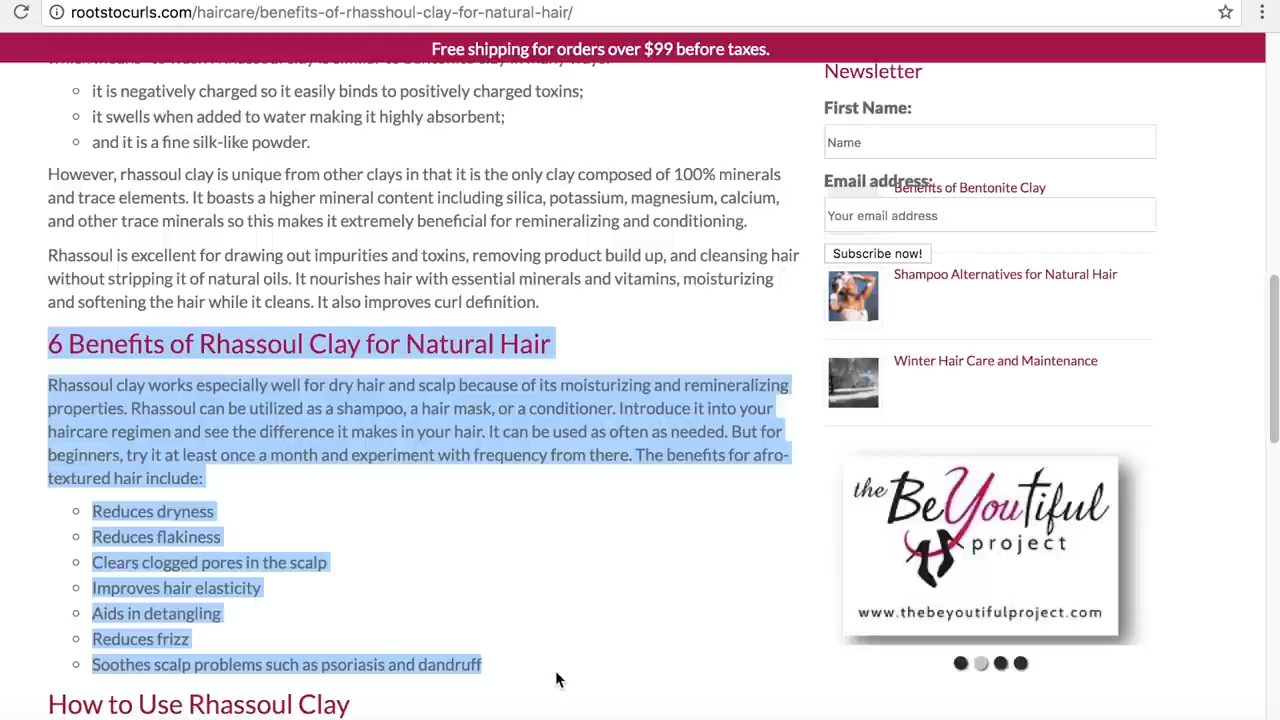 rootstocurls.com/haircare/benefits-of-rhasshoul-clay-for-natural-hair/
Free shipping for orders over $99 before taxes.
it is negatively charged so it easily binds to positively charged toxins;
it swells when added to water making it highly absorbent;
and it is a fine silk-like powder.
However, rhassoul clay is unique from other clays in that it is the only clay composed of 100% minerals
and trace elements. It boasts a higher mineral content including silica, potassium, magnesium, calcium,
and other trace minerals so this makes it extremely beneficial for remineralizing and conditioning.
Rhassoul is excellent for drawing out impurities and toxins, removing product build up, and cleansing hair
without stripping it of natural oils. It nourishes hair with essential minerals and vitamins, moisturizing
and softening the hair while it cleans. It also improves curl definition.
6 Benefits of Rhassoul Clay for Natural Hair
Rhassoul clay works especially well for dry hair and scalp because of its moisturizing and remineralizing
properties. Rhassoul can be utilized as a shampoo, a hair mask, or a conditioner. Introduce it into your
haircare regimen and see the difference it makes in your hair. It can be used as often as needed. But for
beginners, try it at least once a month and experiment with frequency from there. The benefits for afro-
textured hair include:
Reduces dryness
Reduces flakiness
Clears clogged pores in the scalp
Improves hair elasticity
Aids in detangling
Reduces frizz
Soothes scalp problems such as psoriasis and dandruff
How to Use Rhassoul Clay
Newsletter
First Name:
Name
Email address:
Benefits of Bentonite Clay
Your email address
Subscribe now!
Shampoo Alternatives for Natural Hair
Winter Hair Care and Maintenance
the BeYoutiful
project
www.thebeyoutifulproject.com